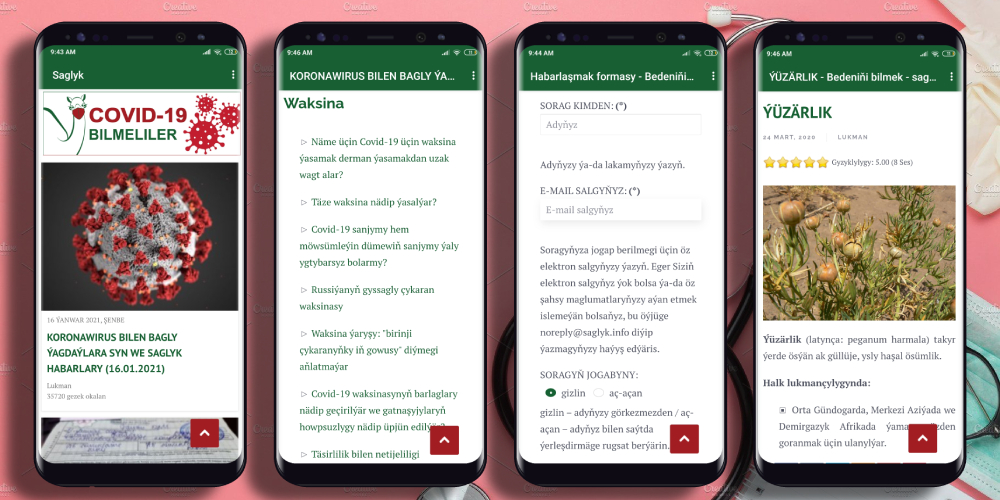 9:43 AM
Saglyk
COVID-19
BILMELILER
16 ÝANWAR 2021, ŞENBE
KORONAWIRUS BILEN BAGLY
ÝAGDAÝLARA SYN WE SAGLYK
HABARLARY (16.01.2021)
Lukman
35720 gezek okalan
9:46 AM
KORONAWIRUS BILEN BAGLY ÝA...
Waksina
▷ Näme üçin Covid-19 üçin waksina
ýasamak derman ýasamakdan uzak
wagt alar?
▷ Täze waksina nädip ýasalýar?
▷ Covid-19 sanjymy hem
möwsümleýin dümewiň sanjymy ýaly
ygtybarsyz bolarmy?
▷ Russiýanyň gyssagly çykaran
waksinasy
▷ Waksina ýaryşy: "birinji
çykaranyňky iň gowusy" diýmegi
aňlatmaýar
▷ Covid-19 waksinasynyň barlaglary
nädip geçirilýär we gatnaşyjylaryň
howpsuzlygy nädip üpjün edilýär?
▷ Täsirlilik bilen netijeliligi
9:44 AM
Habarlaşmak formasy - Bedeniňi...
SORAG KIMDEN: (*)
Adyňyz
Adyňyzy ýa-da lakamyňyzy ýazyň.
E-MAIL SALGYŇYZ: (*)
E-mail salgyňyz
Soragyňyza jogap berilmegi üçin öz
elektron salgyňyzy ýazyň. Eger Siziň
elektron salgyňyz ýok bolsa ýa-da öz
şahsy maglumatlaryňyzy aýan etmek
islemeýän bolsaňyz, bu öýjüge
noreply@saglyk.info diýip
ýazmagyňyzy haýyş edýäris.
SORAGYŇ JOGABYNY:
gizlin aç-açan
gizlin – adyňyzy görkezmezden / aç-
açan – adyňyz bilen saýtda
ýerleşdirmäge rugsat berýärin.
9:46 AM
ÝÜZÄRLIK - Bedeniňi bilmek - sag...
ÝÜZÄRLIK
24 MART, 2020 LUKMAN
Gyzyklylygy: 5.00 (8 Ses)
Ýüzärlik (latynça: peganum harmala) takyr
ýerde ösýän ak güllüje, ysly haşal ösümlik.
Halk lukmançylygynda:
Orta Gündogarda, Merkezi Aziýada we
Demirgazyk Afrikada
goranmak üçin ulanylýar.